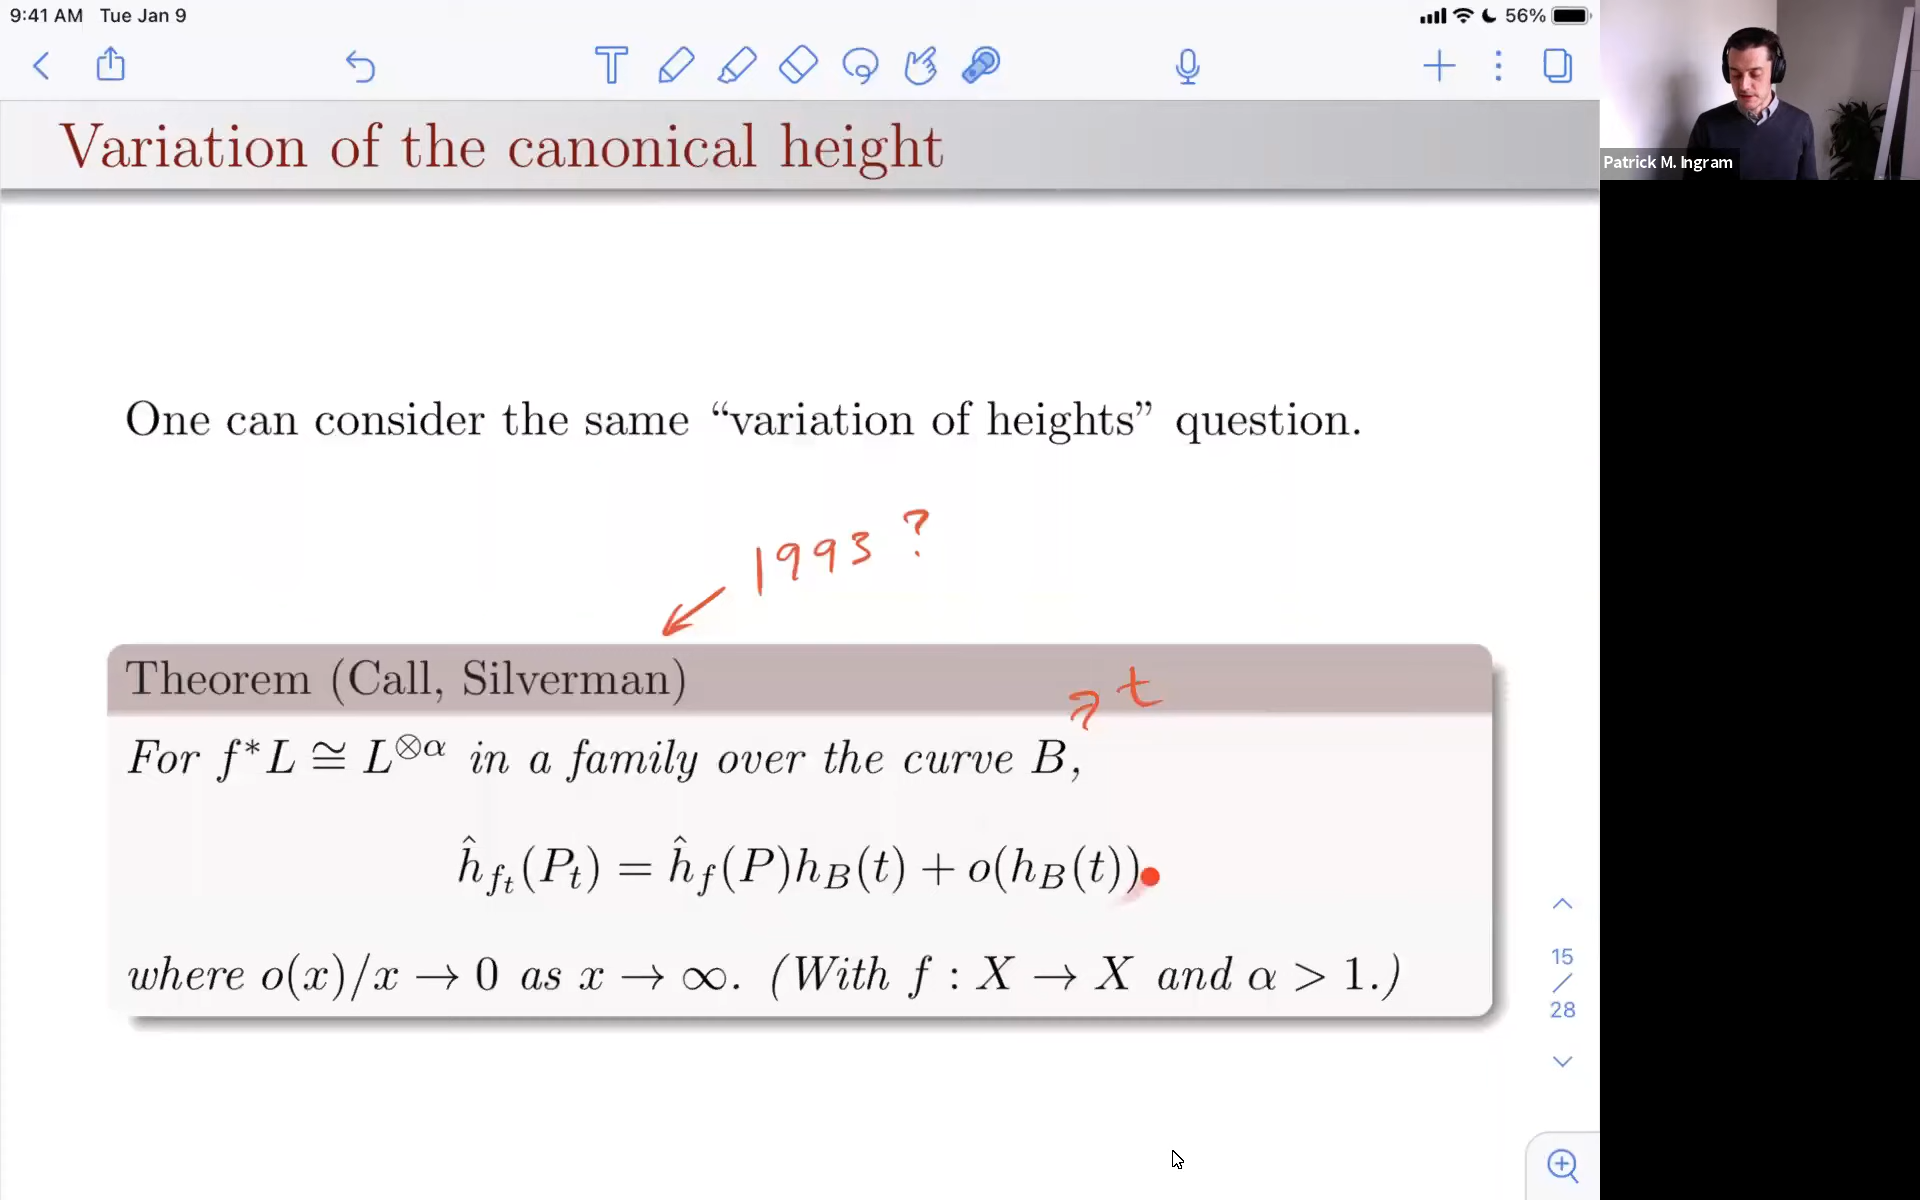 9:41 AM Tue Jan 9
56%
Patrick M. Ingram
Variation of the canonical height
One can consider the same “variation of heights” question.
1993 ?
Theorem (Call, Silverman)
∋ t
For f*L ≅ L^{⊗α} in a family over the curve B,
ĥ_{f_t}(P_t) = ĥ_f(P)h_B(t) + o(h_B(t))
where o(x)/x → 0 as x → ∞. (With f : X → X and α > 1.)
15
/
28